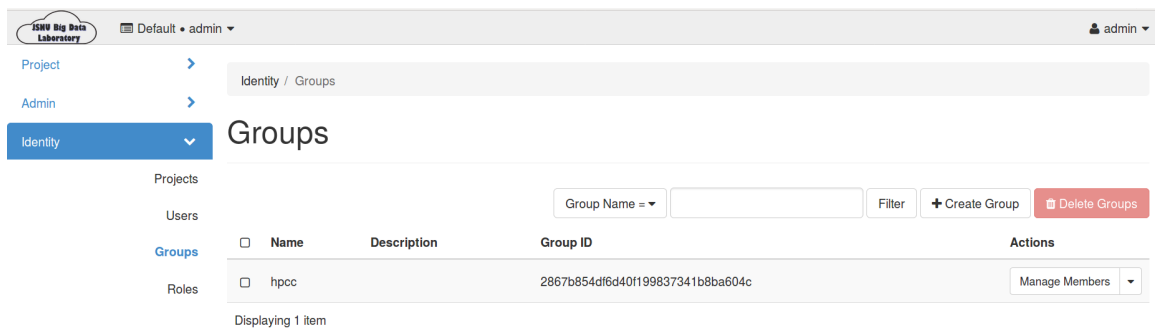 JSNU Big Data
Laboratory
Default • admin
admin
Project
Admin
Identity
Projects
Users
Groups
Roles
Identity / Groups
Groups
Group Name =
Filter
+ Create Group
Delete Groups
Name Description Group ID Actions
hpcc 2867b854df6d40f199837341b8ba604c Manage Members
Displaying 1 item